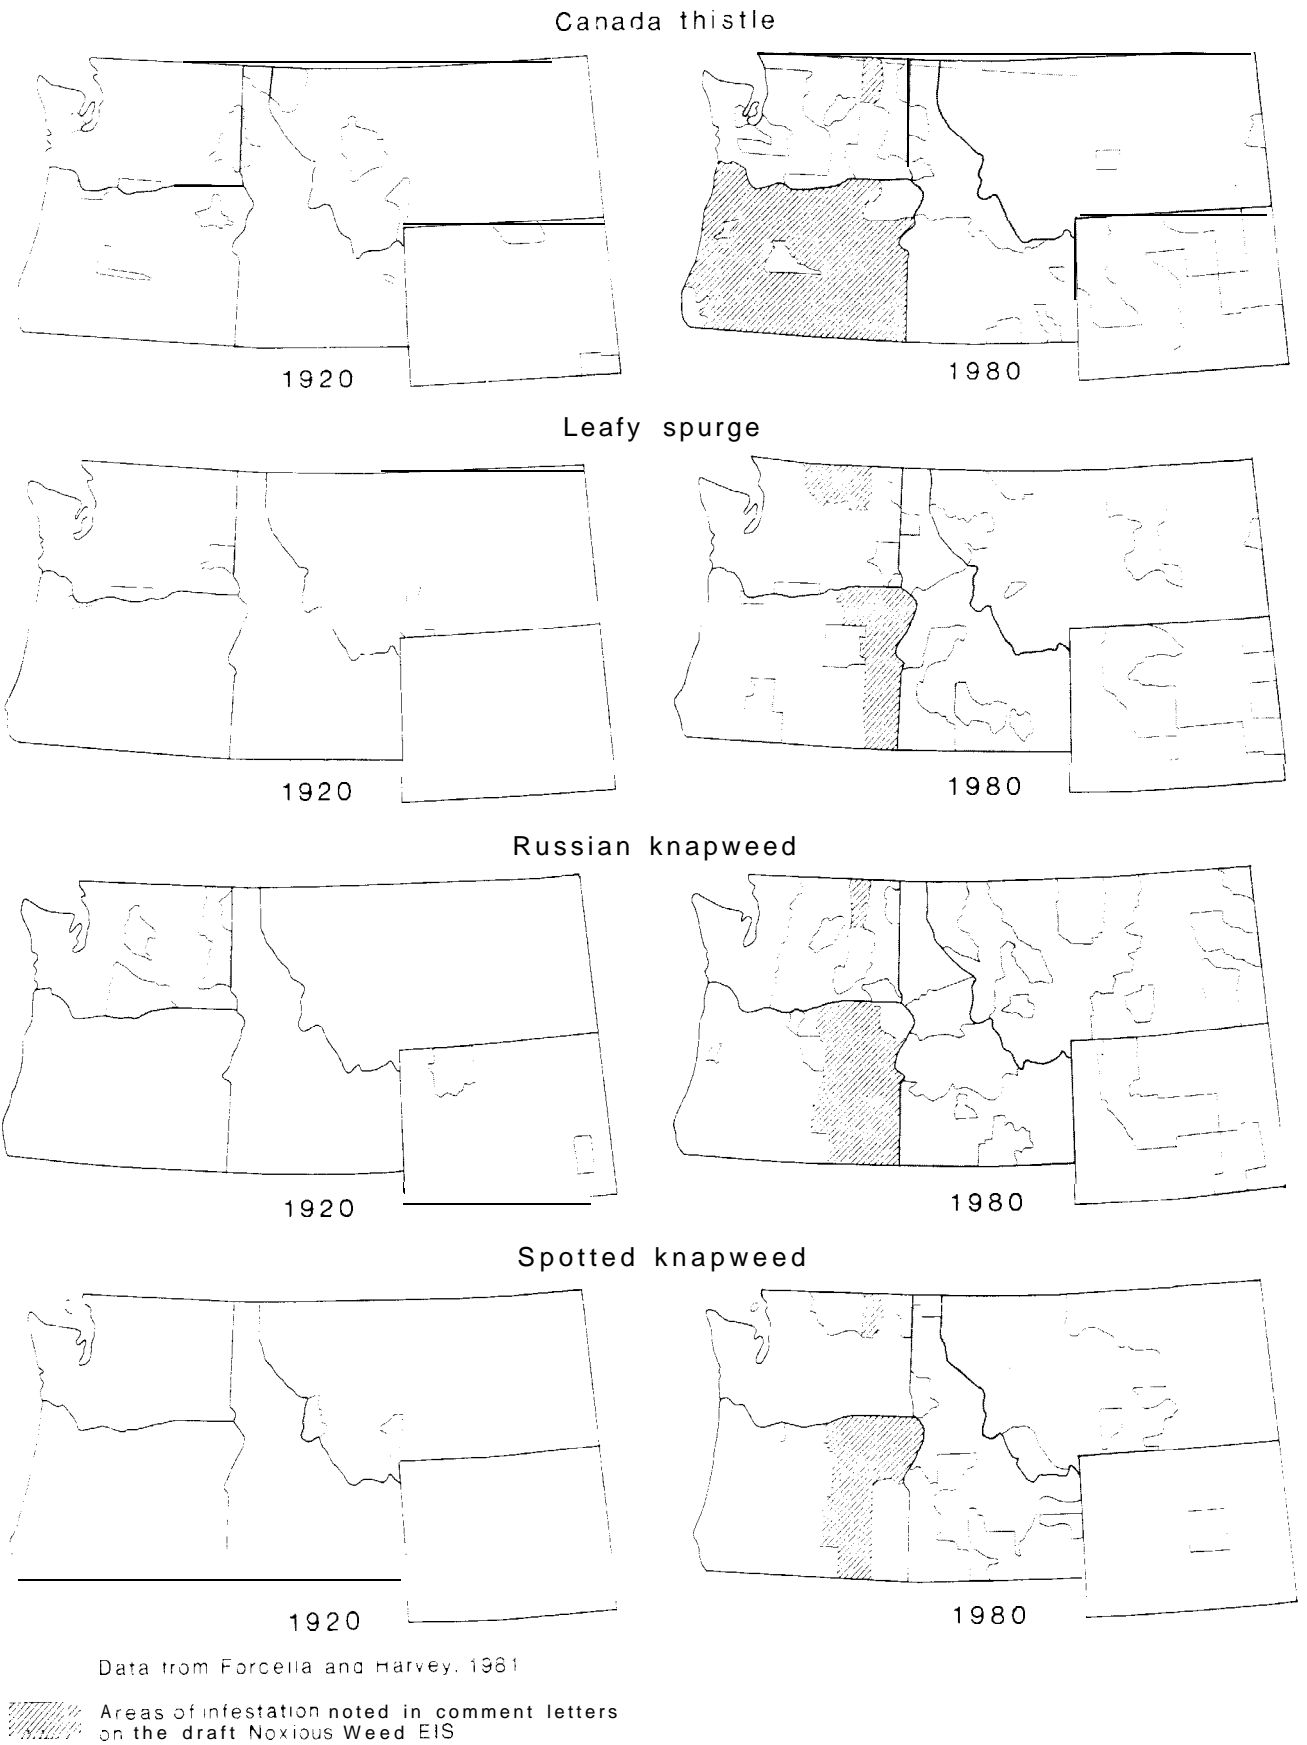 Canada thistle
1920
1980
Leafy spurge
1920
1980
Russian knapweed
1920
1980
Spotted knapweed
1920
1980
Data from Forcella and Harvey, 1981
Areas of infestation noted in comment letters
on the draft Noxious Weed EIS